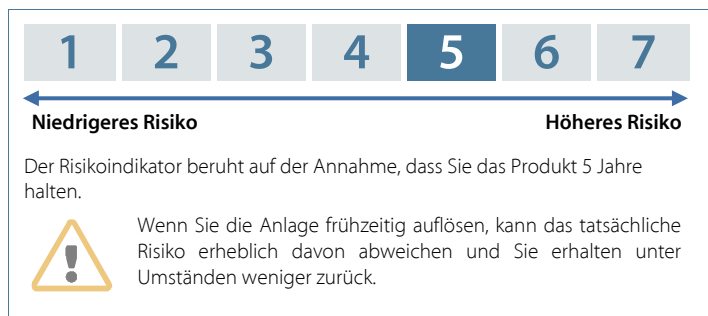 1 2 3 4 5 6 7
Niedrigeres Risiko Höheres Risiko
Der Risikoindikator beruht auf der Annahme, dass Sie das Produkt 5 Jahre
halten.
Wenn Sie die Anlage frühzeitig auflösen, kann das tatsächliche
Risiko erheblich davon abweichen und Sie erhalten unter
Umständen weniger zurück.